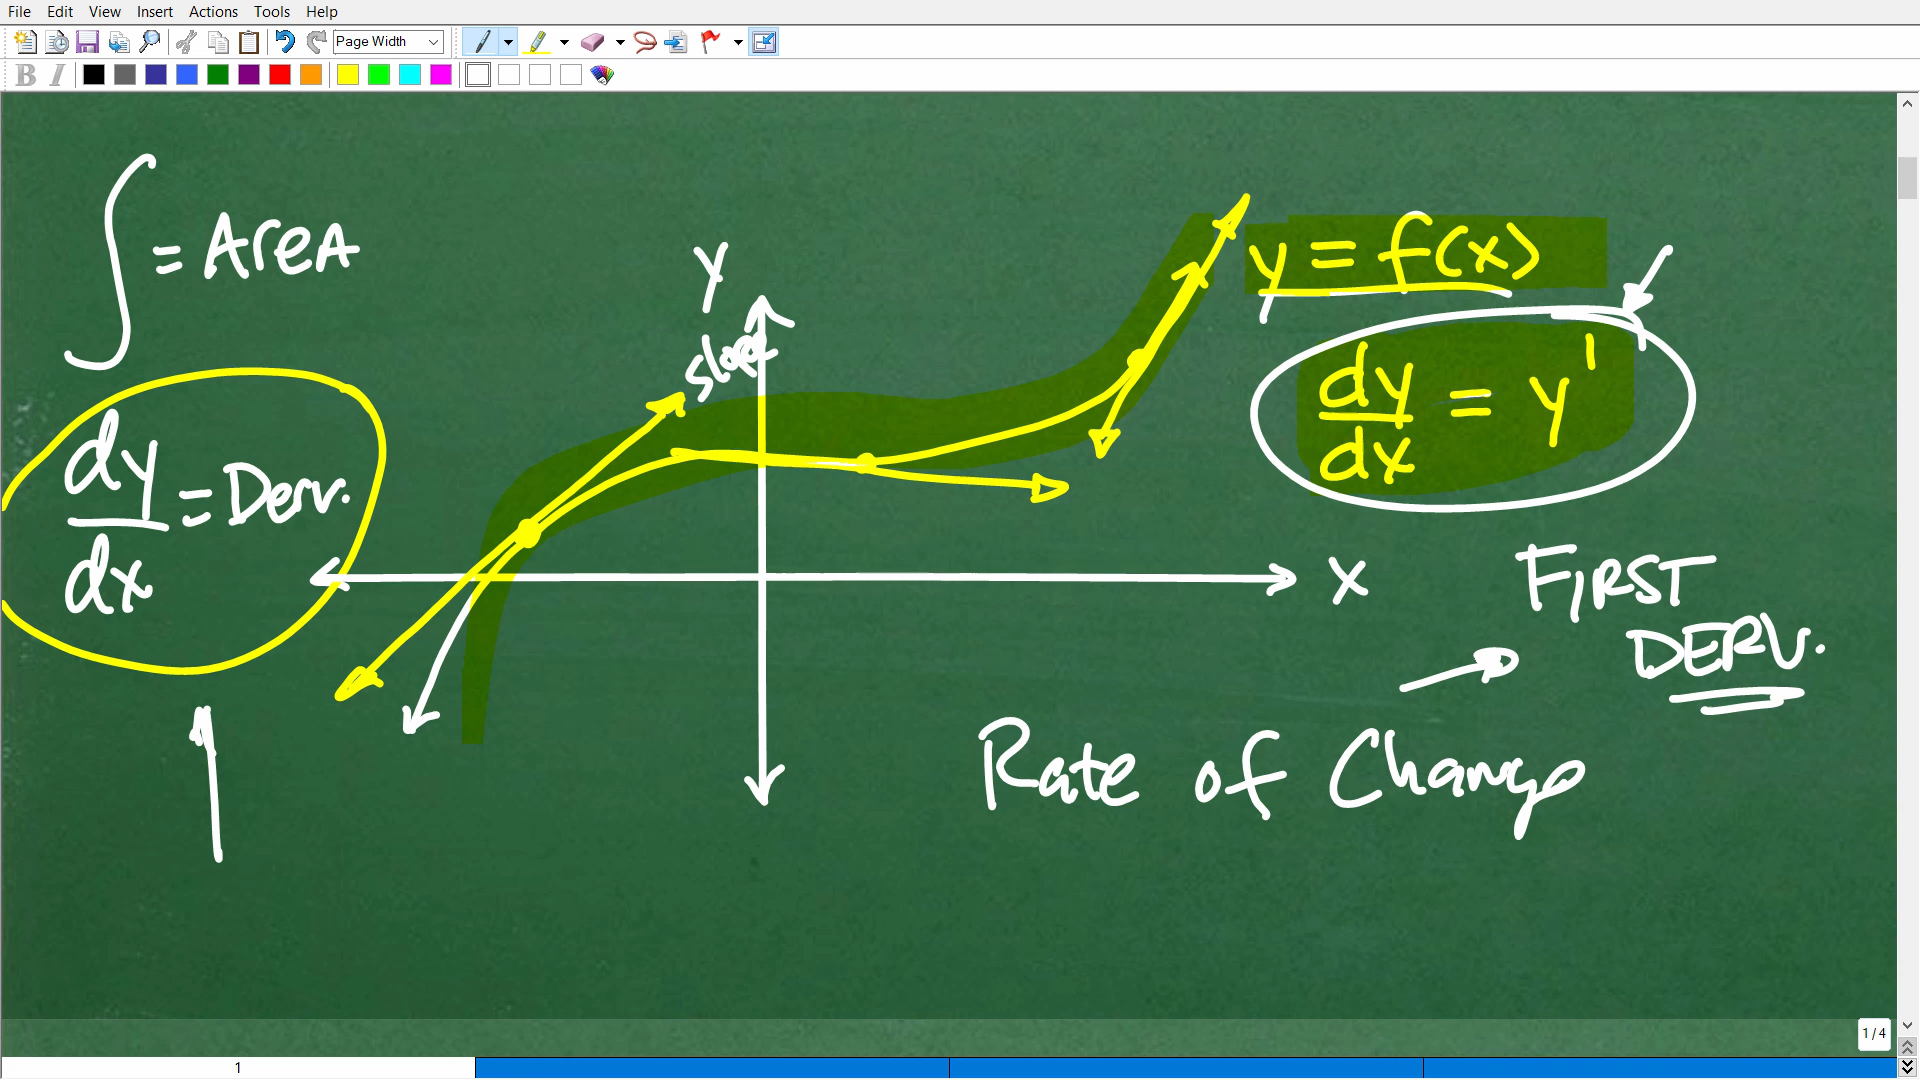 File Edit View Insert Actions Tools Help
Page Width
B I
∫ = Area
y
slope
y = f(x)
dy/dx = y'
dy/dx = Derv.
x
FIRST
DERV.
Rate of Change
1 / 4
1